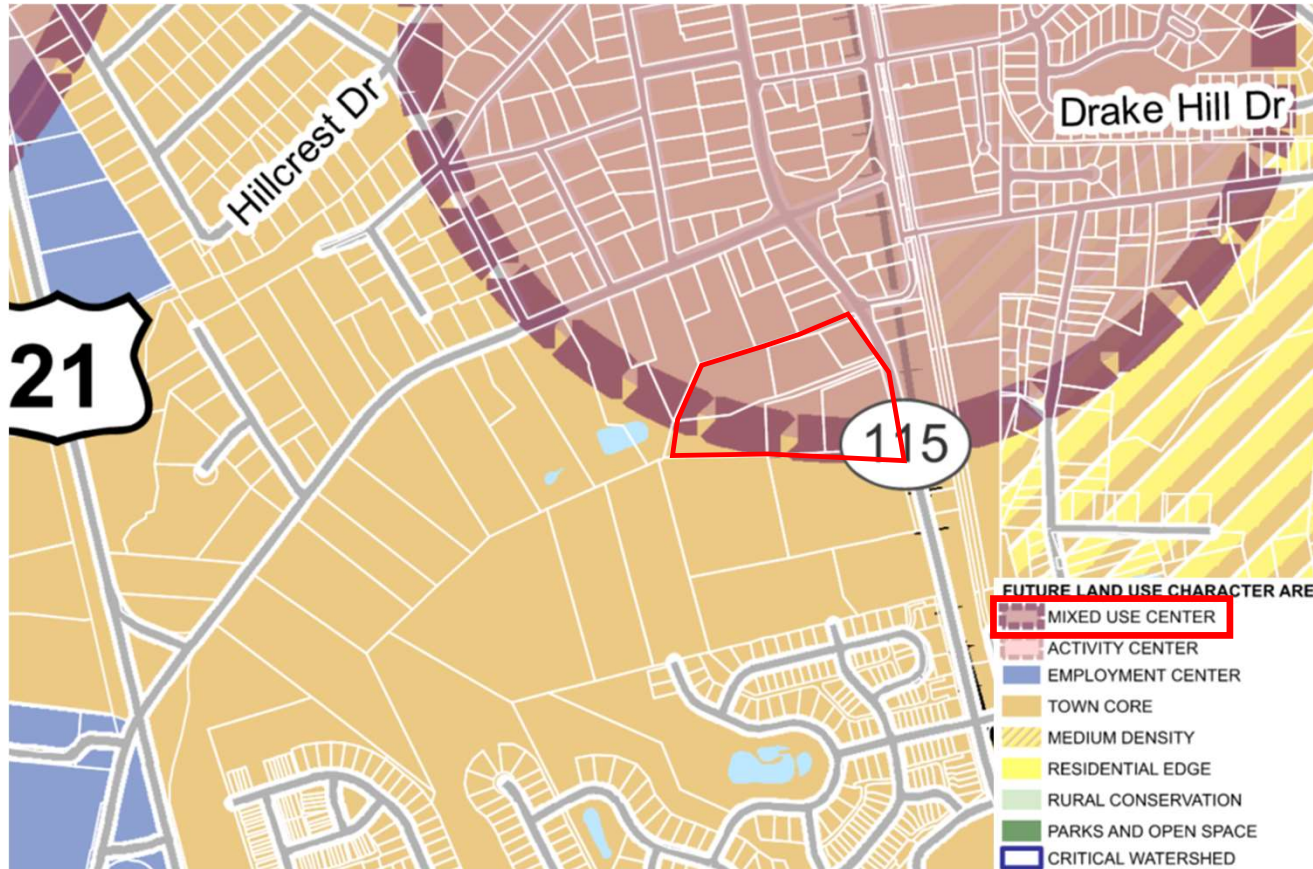 Hillcrest Dr
Drake Hill Dr
21
115
FUTURE LAND USE CHARACTER ARE
MIXED USE CENTER
ACTIVITY CENTER
EMPLOYMENT CENTER
TOWN CORE
MEDIUM DENSITY
RESIDENTIAL EDGE
RURAL CONSERVATION
PARKS AND OPEN SPACE
CRITICAL WATERSHED